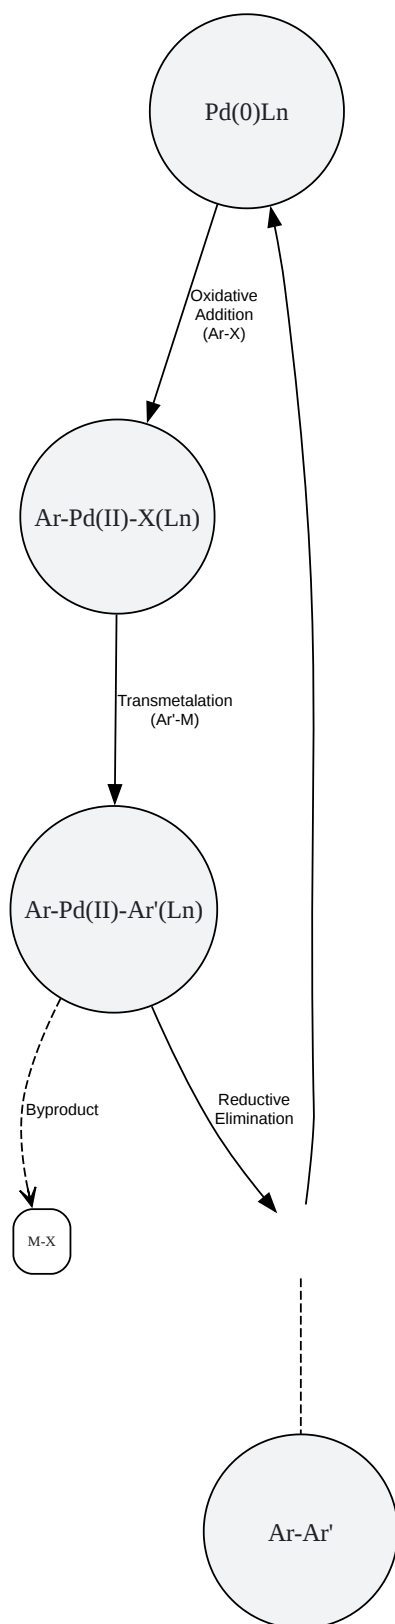 Pd(0)Ln
Oxidative
Addition
(Ar-X)
Ar-Pd(II)-X(Ln)
Transmetalation
(Ar'-M)
Ar-Pd(II)-Ar'(Ln)
Byproduct
Reductive
Elimination
M-X
Ar-Ar'